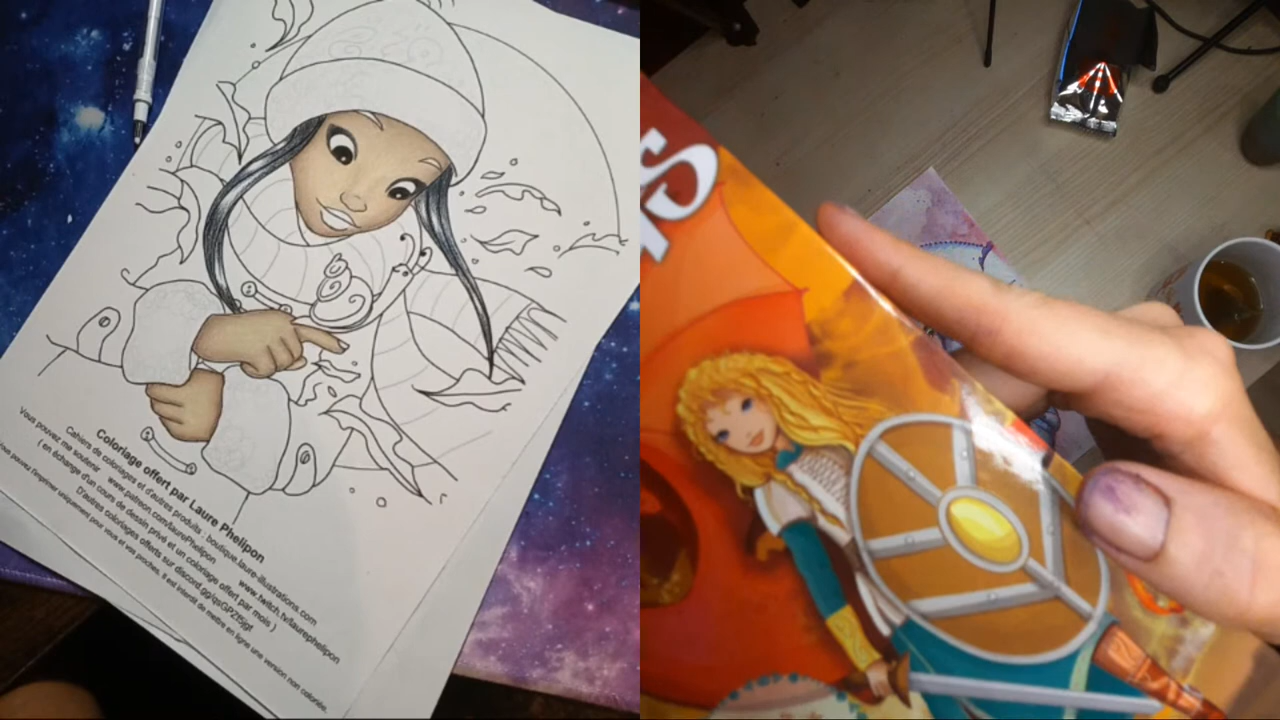 Coloriage offert par Laure Phelipon
Cahiers de coloriages et d'autres produits : boutique.laure-illustrations.com
Vous pouvez me soutenir www.patreon.com/laurePhelipon www.twitch.tv/laurephelipon
( en échange d'un cours de dessin privé et un coloriage offert par mois )
D'autres coloriages offerts sur discord.gg/qsGPZf5jgt
Vous pouvez l'imprimer uniquement pour vous et vos proches. Il est interdit de mettre en ligne une version non coloriée.